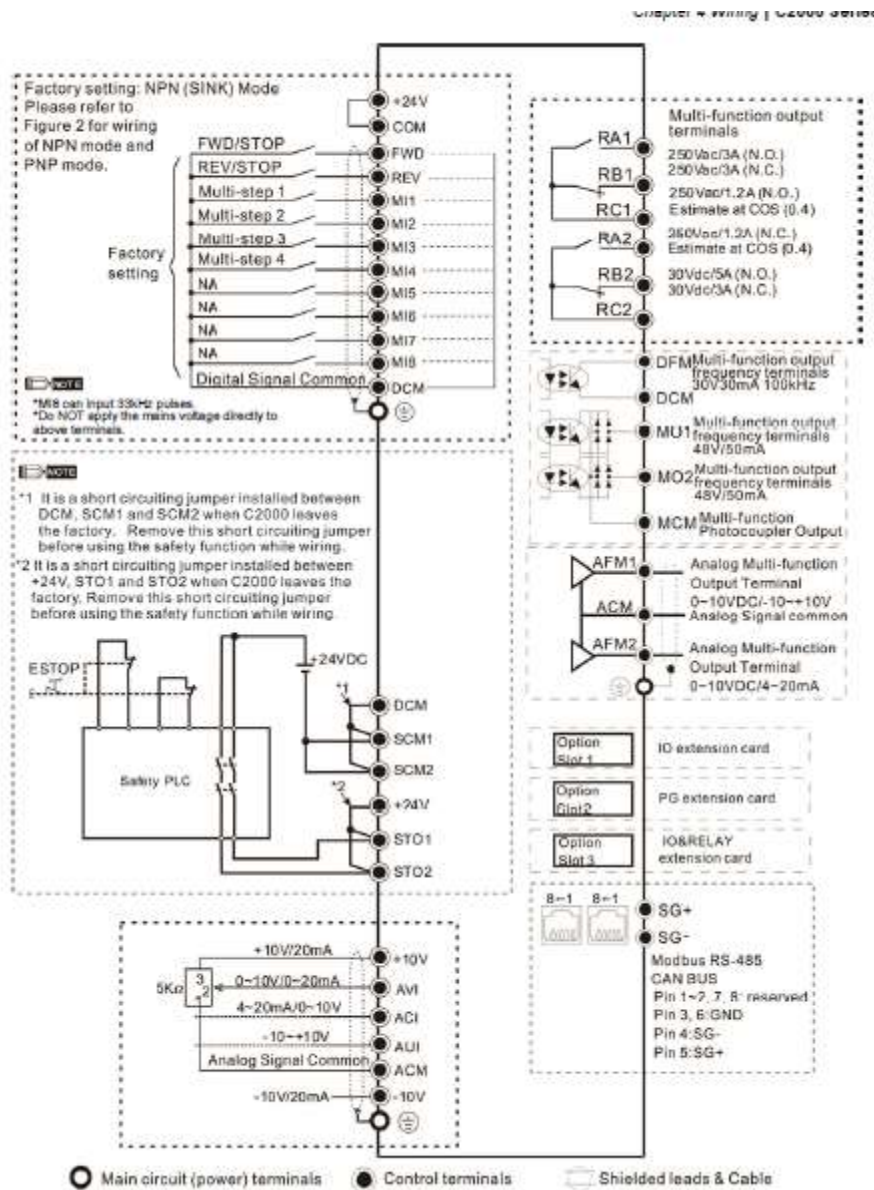 Chapter 4 Wiring | C2000 Series
Factory setting: NPN (SINK) Mode
Please refer to
Figure 2 for wiring
of NPN mode and
PNP mode.
FWD/STOP
REV/STOP
Multi-step 1
Multi-step 2
Multi-step 3
Multi-step 4
NA
NA
NA
NA
Digital Signal Common
Factory
setting
+24V
COM
FWD
REV
MI1
MI2
MI3
MI4
MI5
MI6
MI7
MI8
DCM
NOTE
*MI8 can input 33kHz pulses.
*Do NOT apply the mains voltage directly to
above terminals.
NOTE
*1 It is a short circuiting jumper installed between
DCM, SCM1 and SCM2 when C2000 leaves
the factory. Remove this short circuiting jumper
before using the safety function while wiring.
*2 It is a short circuiting jumper installed between
+24V, STO1 and STO2 when C2000 leaves the
factory. Remove this short circuiting jumper
before using the safety function while wiring
ESTOP
+24VDC
Safety PLC
*1
DCM
SCM1
SCM2
*2
+24V
STO1
STO2
+10V/20mA
+10V
5KΩ
3
2
0~10V/0~20mA
AVI
4~20mA/0~10V
ACI
-10~+10V
AUI
Analog Signal Common
ACM
-10V/20mA
-10V
RA1
RB1
RC1
RA2
RB2
RC2
Multi-function output
terminals
250Vac/3A (N.O.)
250Vac/3A (N.C.)
250Vac/1.2A (N.O.)
Estimate at COS (0.4)
250Vac/1.2A (N.C.)
Estimate at COS (0.4)
30Vdc/5A (N.O.)
30Vdc/3A (N.C.)
DFM Multi-function output
frequency terminals
30V30mA 100kHz
DCM
MU1 Multi-function output
frequency terminals
48V/50mA
MO2 Multi-function output
frequency terminals
48V/50mA
MCM Multi-function
Photocoupler Output
AFM1
Analog Multi-function
Output Terminal
0~10VDC/-10~+10V
ACM
Analog Signal common
AFM2
Analog Multi-function
Output Terminal
0~10VDC/4~20mA
Option
Slot 1
IO extension card
Option
Slot2
PG extension card
Option
Slot 3
IO&RELAY
extension card
8~1 8~1
SG+
SG-
Modbus RS-485
CAN BUS
Pin 1~2, 7, 8: reserved
Pin 3, 6:GND
Pin 4:SG-
Pin 5:SG+
Main circuit (power) terminals
Control terminals
Shielded leads & Cable